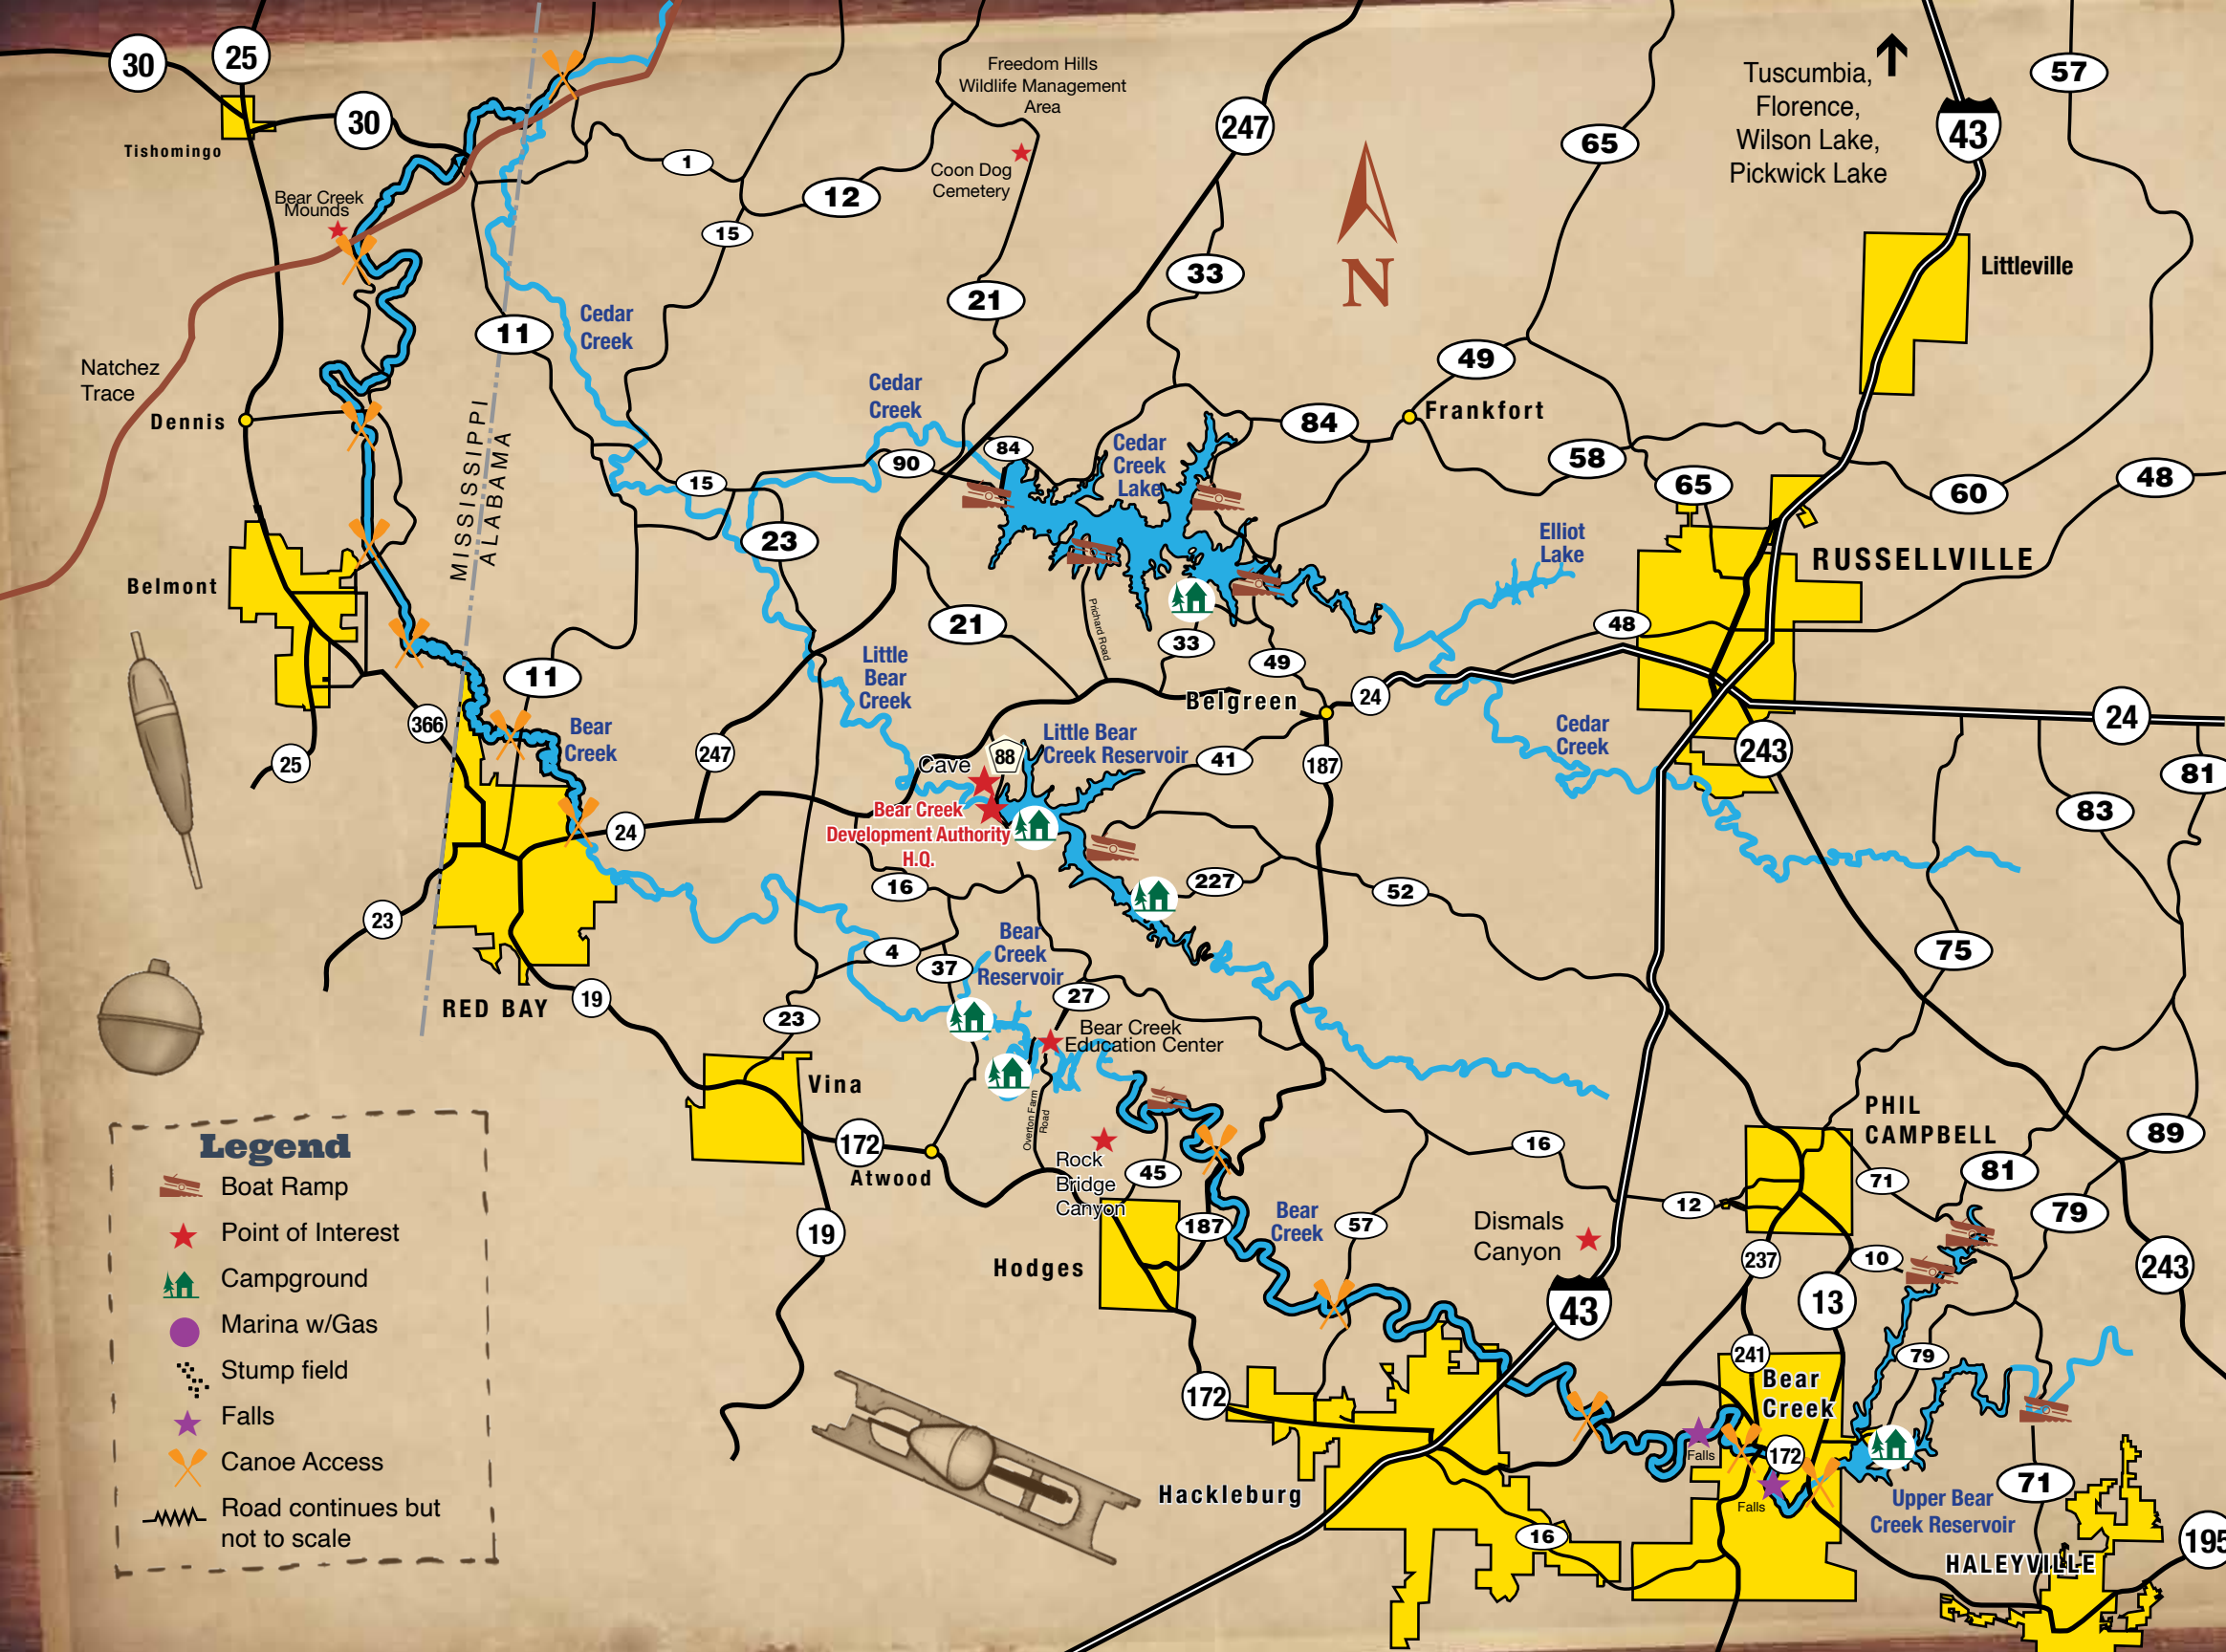 30
25
30
Tishomingo
Bear Creek
Mounds
Natchez
Trace
Dennis
Belmont
MISSISSIPPI
ALABAMA
1
12
15
11
Cedar
Creek
Freedom Hills
Wildlife Management
Area
Coon Dog
Cemetery
21
247
33
N
65
Tuscumbia,
Florence,
Wilson Lake,
Pickwick Lake
43
57
Littleville
49
Frankfort
84
58
65
60
48
RUSSELLVILLE
Cedar
Creek
84
90
15
23
Cedar
Creek
Lake
Elliot
Lake
21
Prichard Road
33
49
48
Belgreen
24
Cedar
Creek
243
24
81
83
11
366
25
Bear
Creek
247
Little
Bear
Creek
88
Cave
Little Bear
Creek Reservoir
41
187
Bear Creek
Development Authority
H.Q.
24
16
227
52
23
RED BAY
19
4
37
Bear
Creek
Reservoir
27
23
Bear Creek
Education Center
75
Vina
172
Atwood
Overton Farm
Road
Rock
Bridge
Canyon
45
187
Hodges
19
Bear
Creek
57
16
Dismals
Canyon
43
12
PHIL
CAMPBELL
71
81
89
79
237
10
13
243
241
79
Bear
Creek
172
172
Falls
Falls
Hackleburg
16
Upper Bear
Creek Reservoir
71
HALEYVILLE
195
Legend
Boat Ramp
Point of Interest
Campground
Marina w/Gas
Stump field
Falls
Canoe Access
Road continues but
not to scale